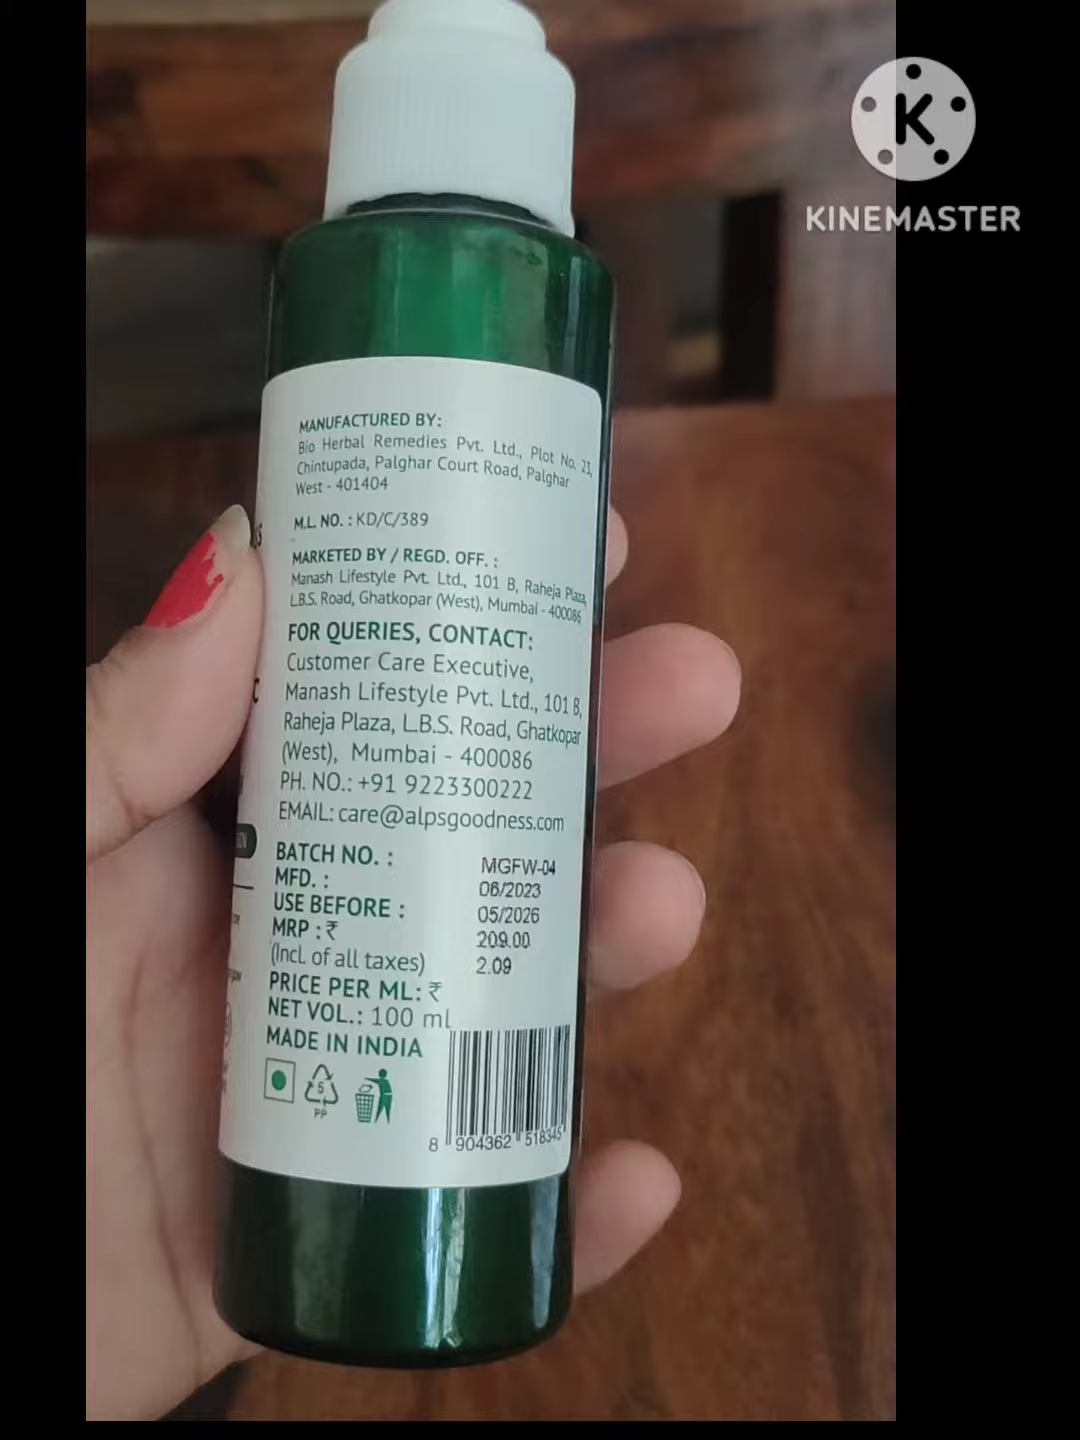 KINEMASTER
MANUFACTURED BY:
Bio Herbal Remedies Pvt. Ltd., Plot No. 23,
Chintupada, Palghar Court Road, Palghar
West - 401404
M.L. NO. : KD/C/389
MARKETED BY / REGD. OFF. :
Manash Lifestyle Pvt. Ltd., 101 B, Raheja Plaza,
L.B.S. Road, Ghatkopar (West), Mumbai - 400086
FOR QUERIES, CONTACT:
Customer Care Executive,
Manash Lifestyle Pvt. Ltd., 101 B,
Raheja Plaza, L.B.S. Road, Ghatkopar
(West), Mumbai - 400086
PH. NO.: +91 9223300222
EMAIL: care@alpsgoodness.com
BATCH NO. : MGFW-04
MFD. : 06/2023
USE BEFORE : 05/2026
MRP : ₹ 209.00
(Incl. of all taxes) 2.09
PRICE PER ML: ₹
NET VOL.: 100 ml
MADE IN INDIA
5
PP
8 904362 518345